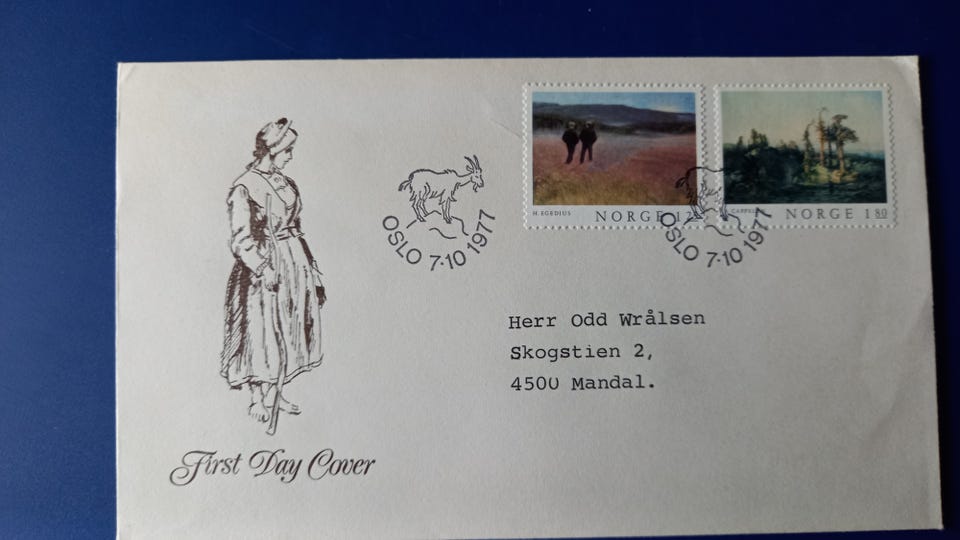 H. EGEDIUS
NORGE
NORGE 1 80
OSLO 7·10 1977
OSLO 7·10 1977
Herr Odd Wrålsen
Skogstien 2,
4500 Mandal.
First Day Cover